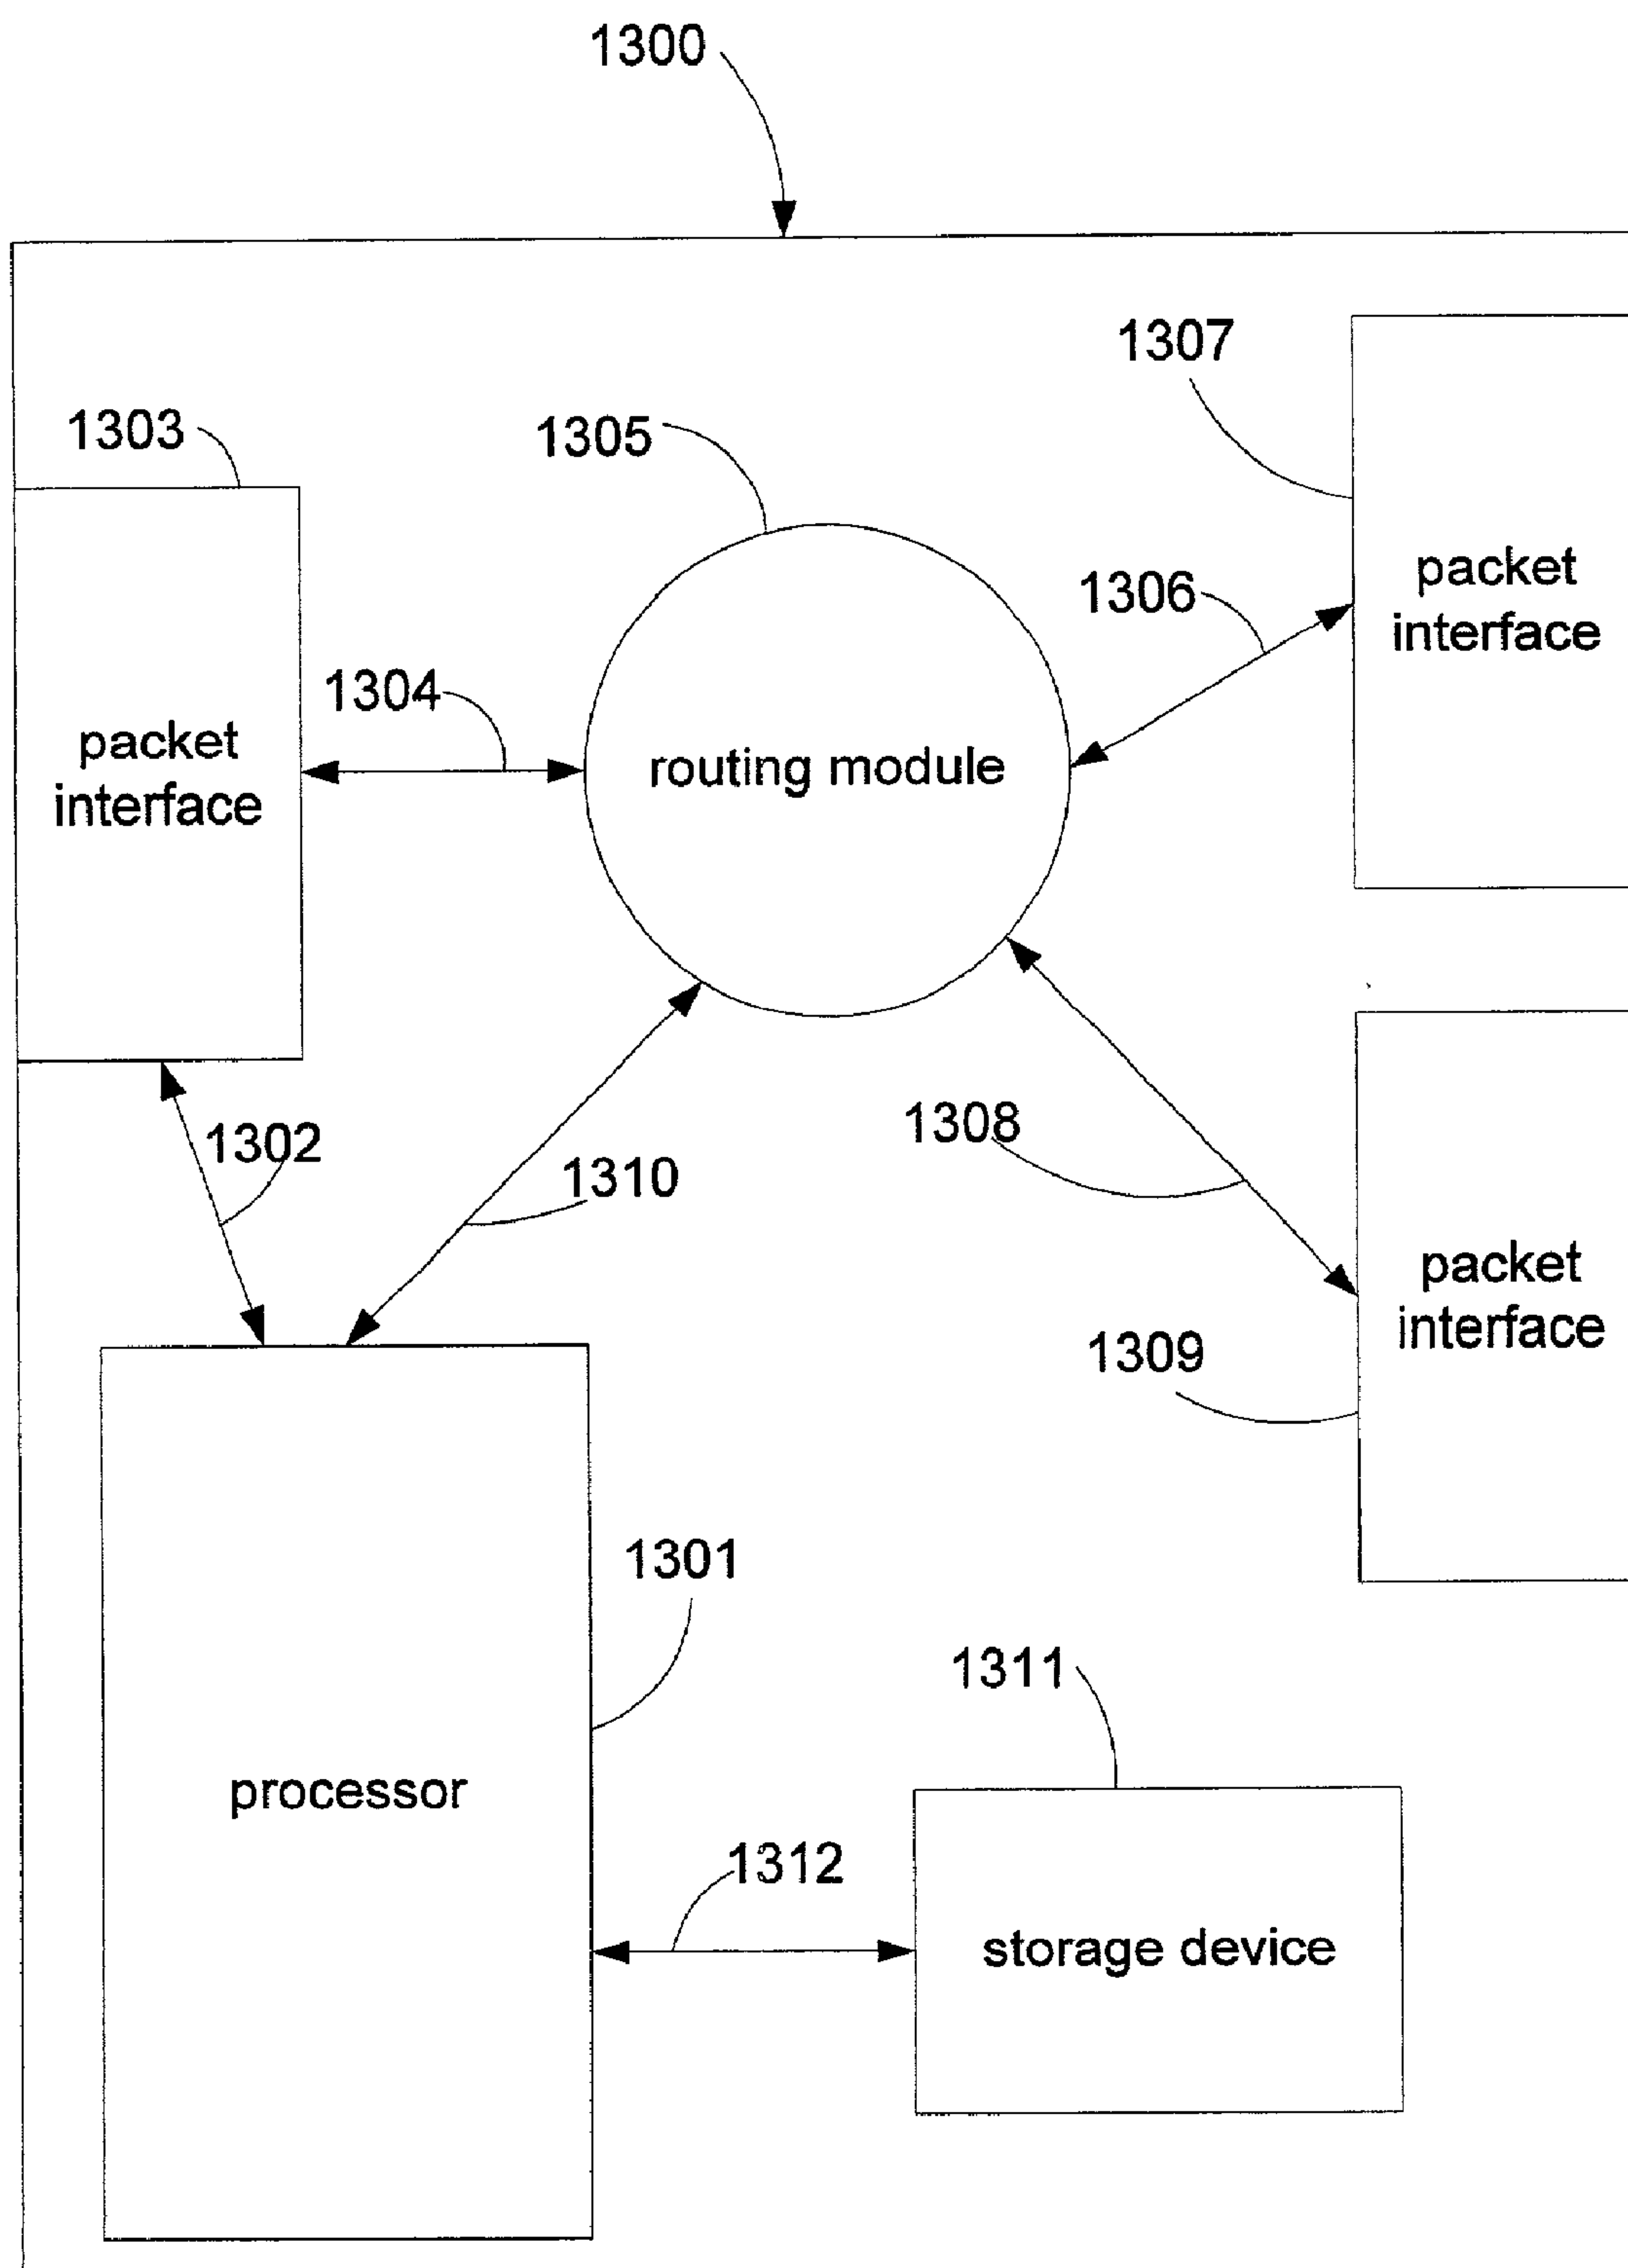 1300
1307
1303
1305
packet
interface
1306
1304
packet
interface
routing module
1302
1310
1308
packet
interface
1309
1301
1311
processor
1312
storage device